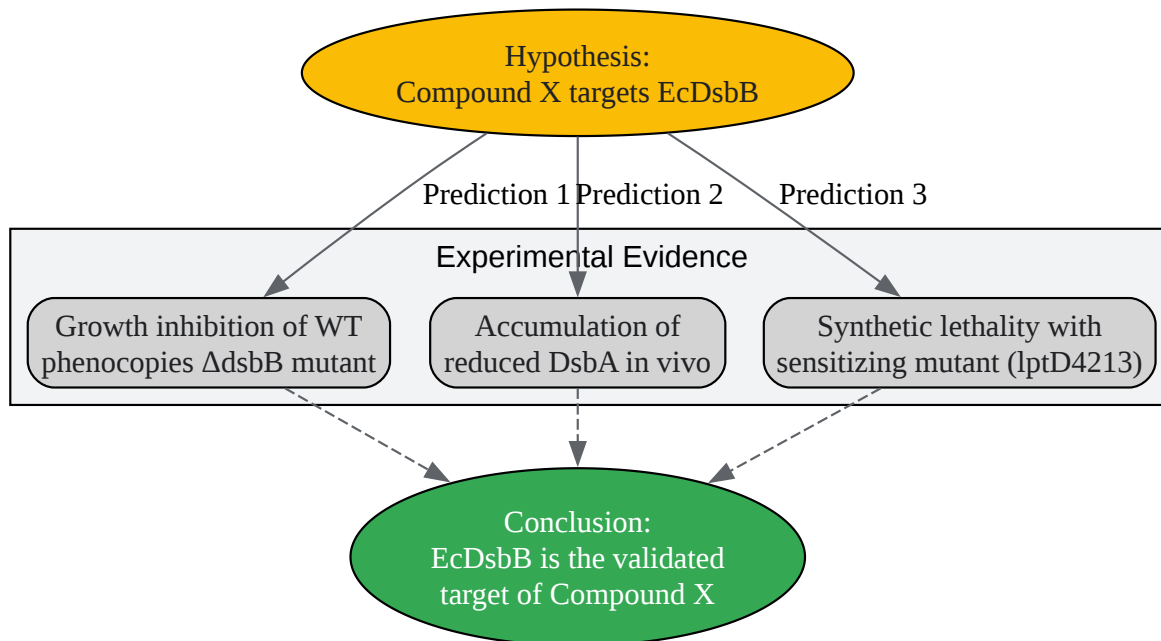 Hypothesis:
Compound X targets EcDsbB
Prediction 1
Prediction 2
Prediction 3
Experimental Evidence
Growth inhibition of WT
phenocopies ΔdsbB mutant
Accumulation of
reduced DsbA in vivo
Synthetic lethality with
sensitizing mutant (lptD4213)
Conclusion:
EcDsbB is the validated
target of Compound X